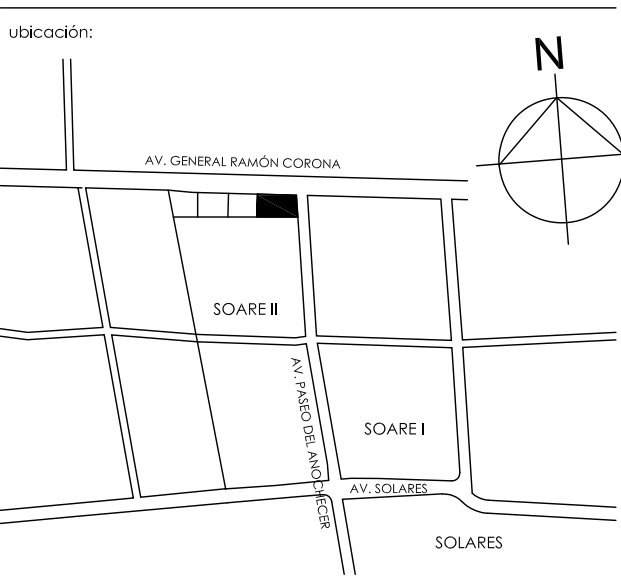 ubicación:
N
AV. GENERAL RAMÓN CORONA
SOARE II
AV. PASEO DEL ANOCHECER
SOARE I
AV. SOLARES
SOLARES